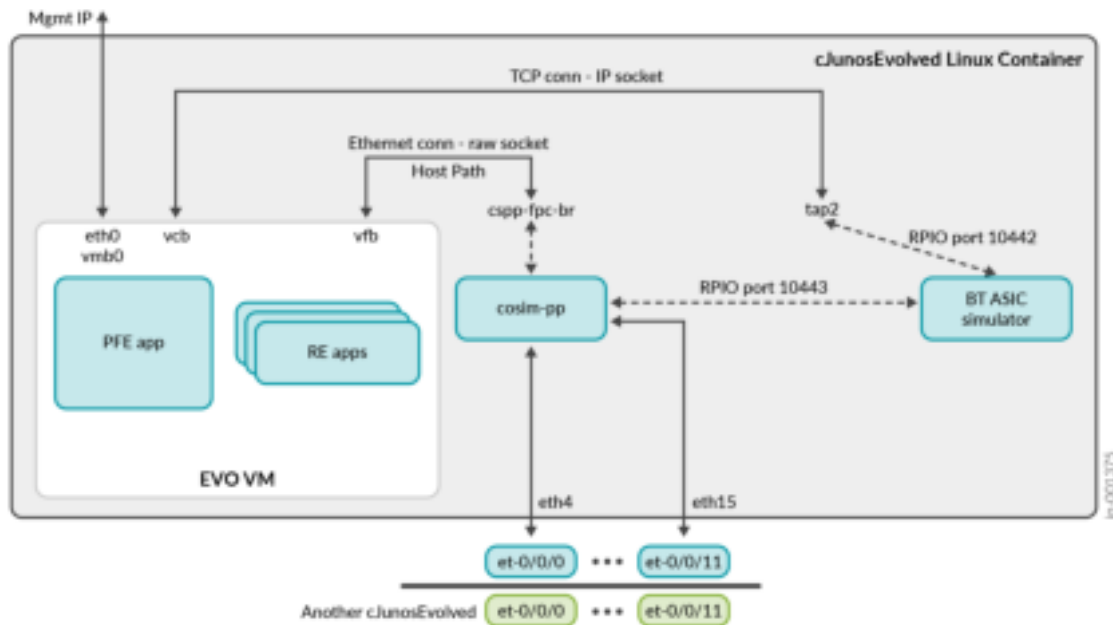 Mgmt IP
cJunosEvolved Linux Container
TCP conn - IP socket
Ethernet conn - raw socket
Host Path
cspp-fpc-br
tap2
eth0
vmb0
vcb
vfb
RPIO port 10442
RPIO port 10443
cosim-pp
BT ASIC
simulator
PFE app
RE apps
EVO VM
eth4
eth15
jn-001375
et-0/0/0
et-0/0/11
Another cJunosEvolved
et-0/0/0
et-0/0/11